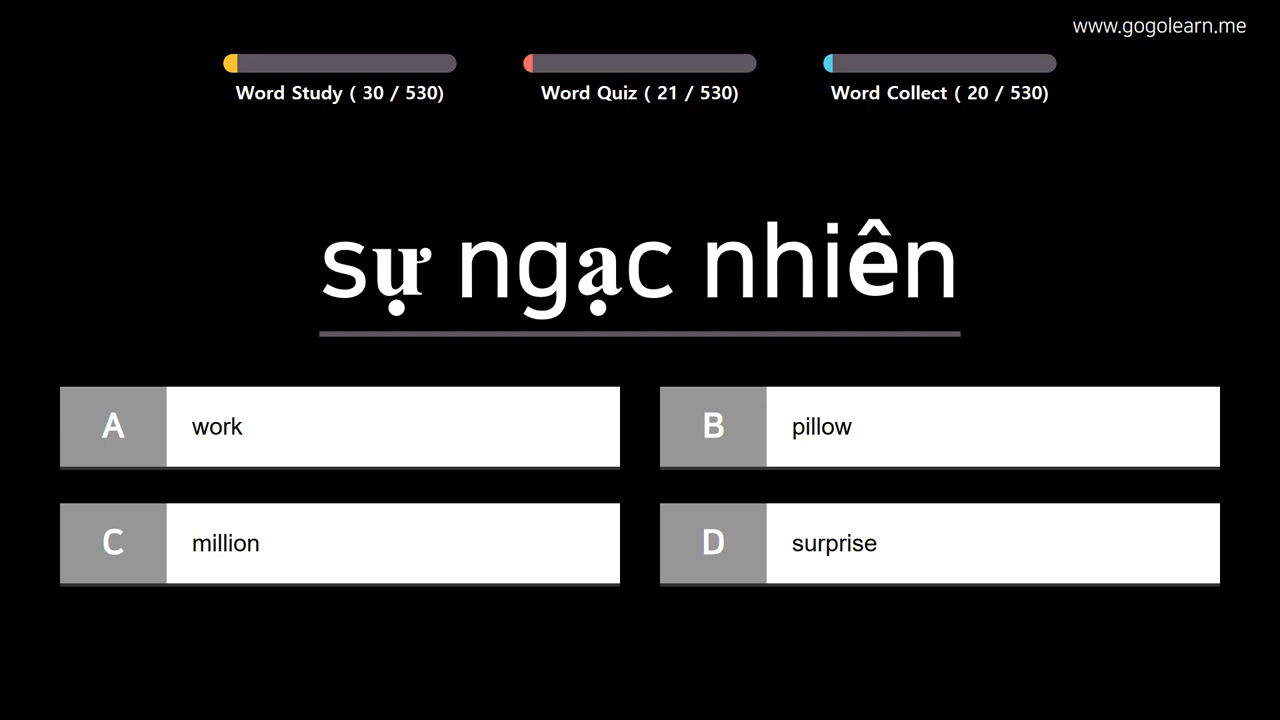 www.gogolearn.me
Word Study ( 30 / 530)
Word Quiz ( 21 / 530)
Word Collect ( 20 / 530)
sự ngạc nhiên
A work
B pillow
C million
D surprise